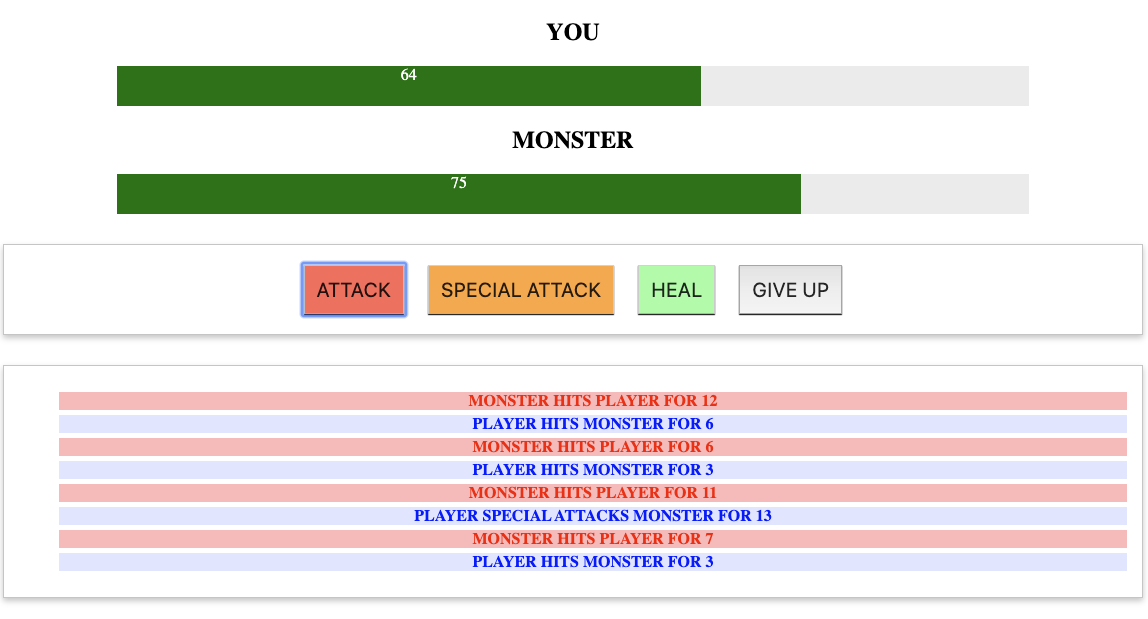 YOU
64
MONSTER
75
ATTACK SPECIAL ATTACK HEAL GIVE UP
MONSTER HITS PLAYER FOR 12
PLAYER HITS MONSTER FOR 6
MONSTER HITS PLAYER FOR 6
PLAYER HITS MONSTER FOR 3
MONSTER HITS PLAYER FOR 11
PLAYER SPECIAL ATTACKS MONSTER FOR 13
MONSTER HITS PLAYER FOR 7
PLAYER HITS MONSTER FOR 3